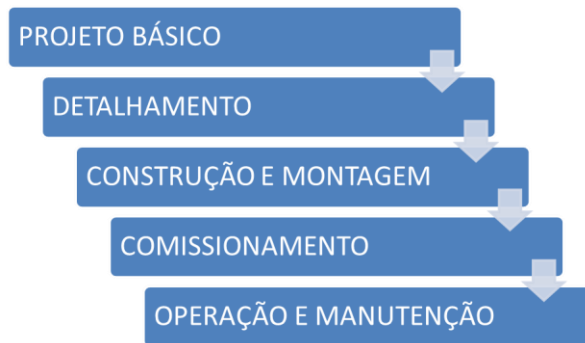 PROJETO BÁSICO
DETALHAMENTO
CONSTRUÇÃO E MONTAGEM
COMISSIONAMENTO
OPERAÇÃO E MANUTENÇÃO